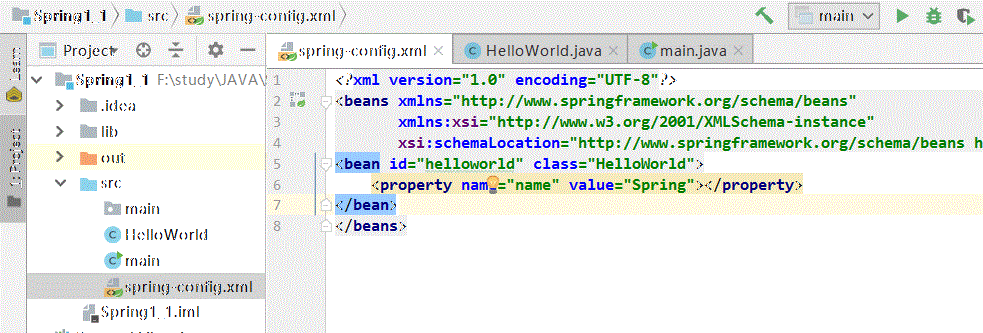 Spring1_1 〉 src 〉 spring-config.xml 〉
main
Learn
1: Project
Project
spring-config.xml
HelloWorld.java
main.java
Spring1_1 F:\study\JAVA\
.idea
lib
out
src
main
HelloWorld
main
spring-config.xml
Spring1_1.iml
1 <?xml version="1.0" encoding="UTF-8"?>
2 <beans xmlns="http://www.springframework.org/schema/beans"
3 xmlns:xsi="http://www.w3.org/2001/XMLSchema-instance"
4 xsi:schemaLocation="http://www.springframework.org/schema/beans h
5 <bean id="helloworld" class="HelloWorld">
6 <property name="name" value="Spring"></property>
7 </bean>
8 </beans>